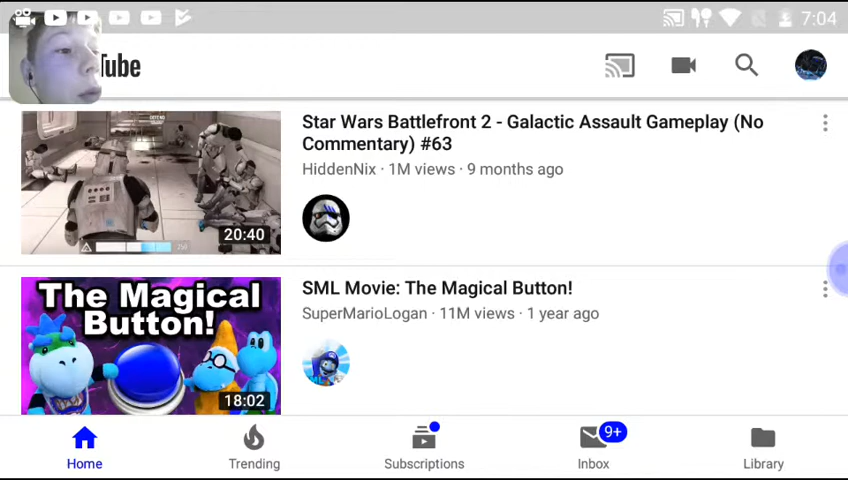 7:04
Tube
Star Wars Battlefront 2 - Galactic Assault Gameplay (No
Commentary) #63
HiddenNix · 1M views · 9 months ago
20:40
The Magical
Button!
18:02
SML Movie: The Magical Button!
SuperMarioLogan · 11M views · 1 year ago
Home
Trending
Subscriptions
9+
Inbox
Library